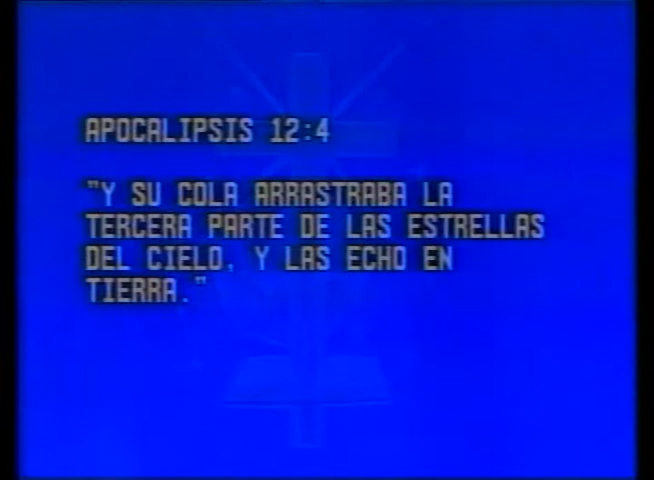 APOCALIPSIS 12:4
"Y SU COLA ARRASTRABA LA
TERCERA PARTE DE LAS ESTRELLAS
DEL CIELO, Y LAS ECHO EN
TIERRA."